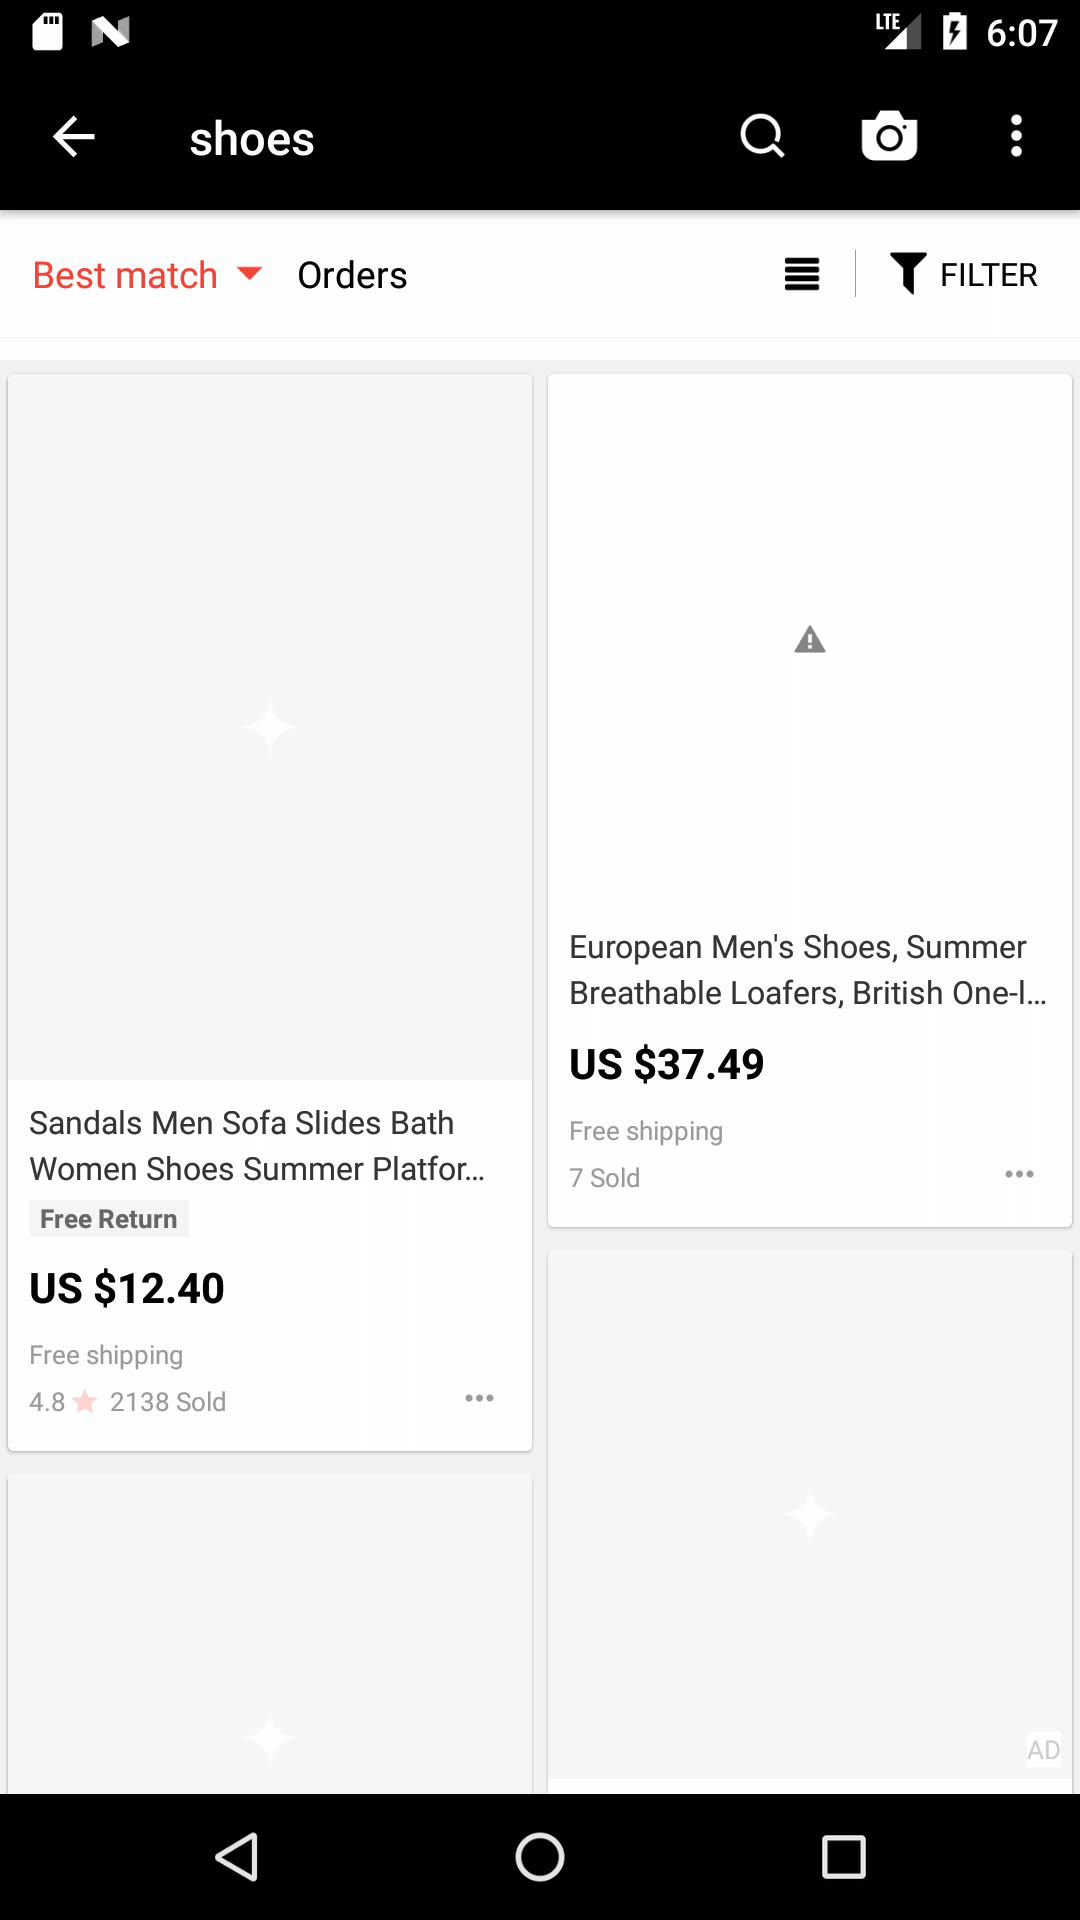 LTE 6:07
shoes
Best match Orders FILTER
Sandals Men Sofa Slides Bath
Women Shoes Summer Platfor...
Free Return
US $12.40
Free shipping
4.8 2138 Sold
European Men's Shoes, Summer
Breathable Loafers, British One-l...
US $37.49
Free shipping
7 Sold
AD